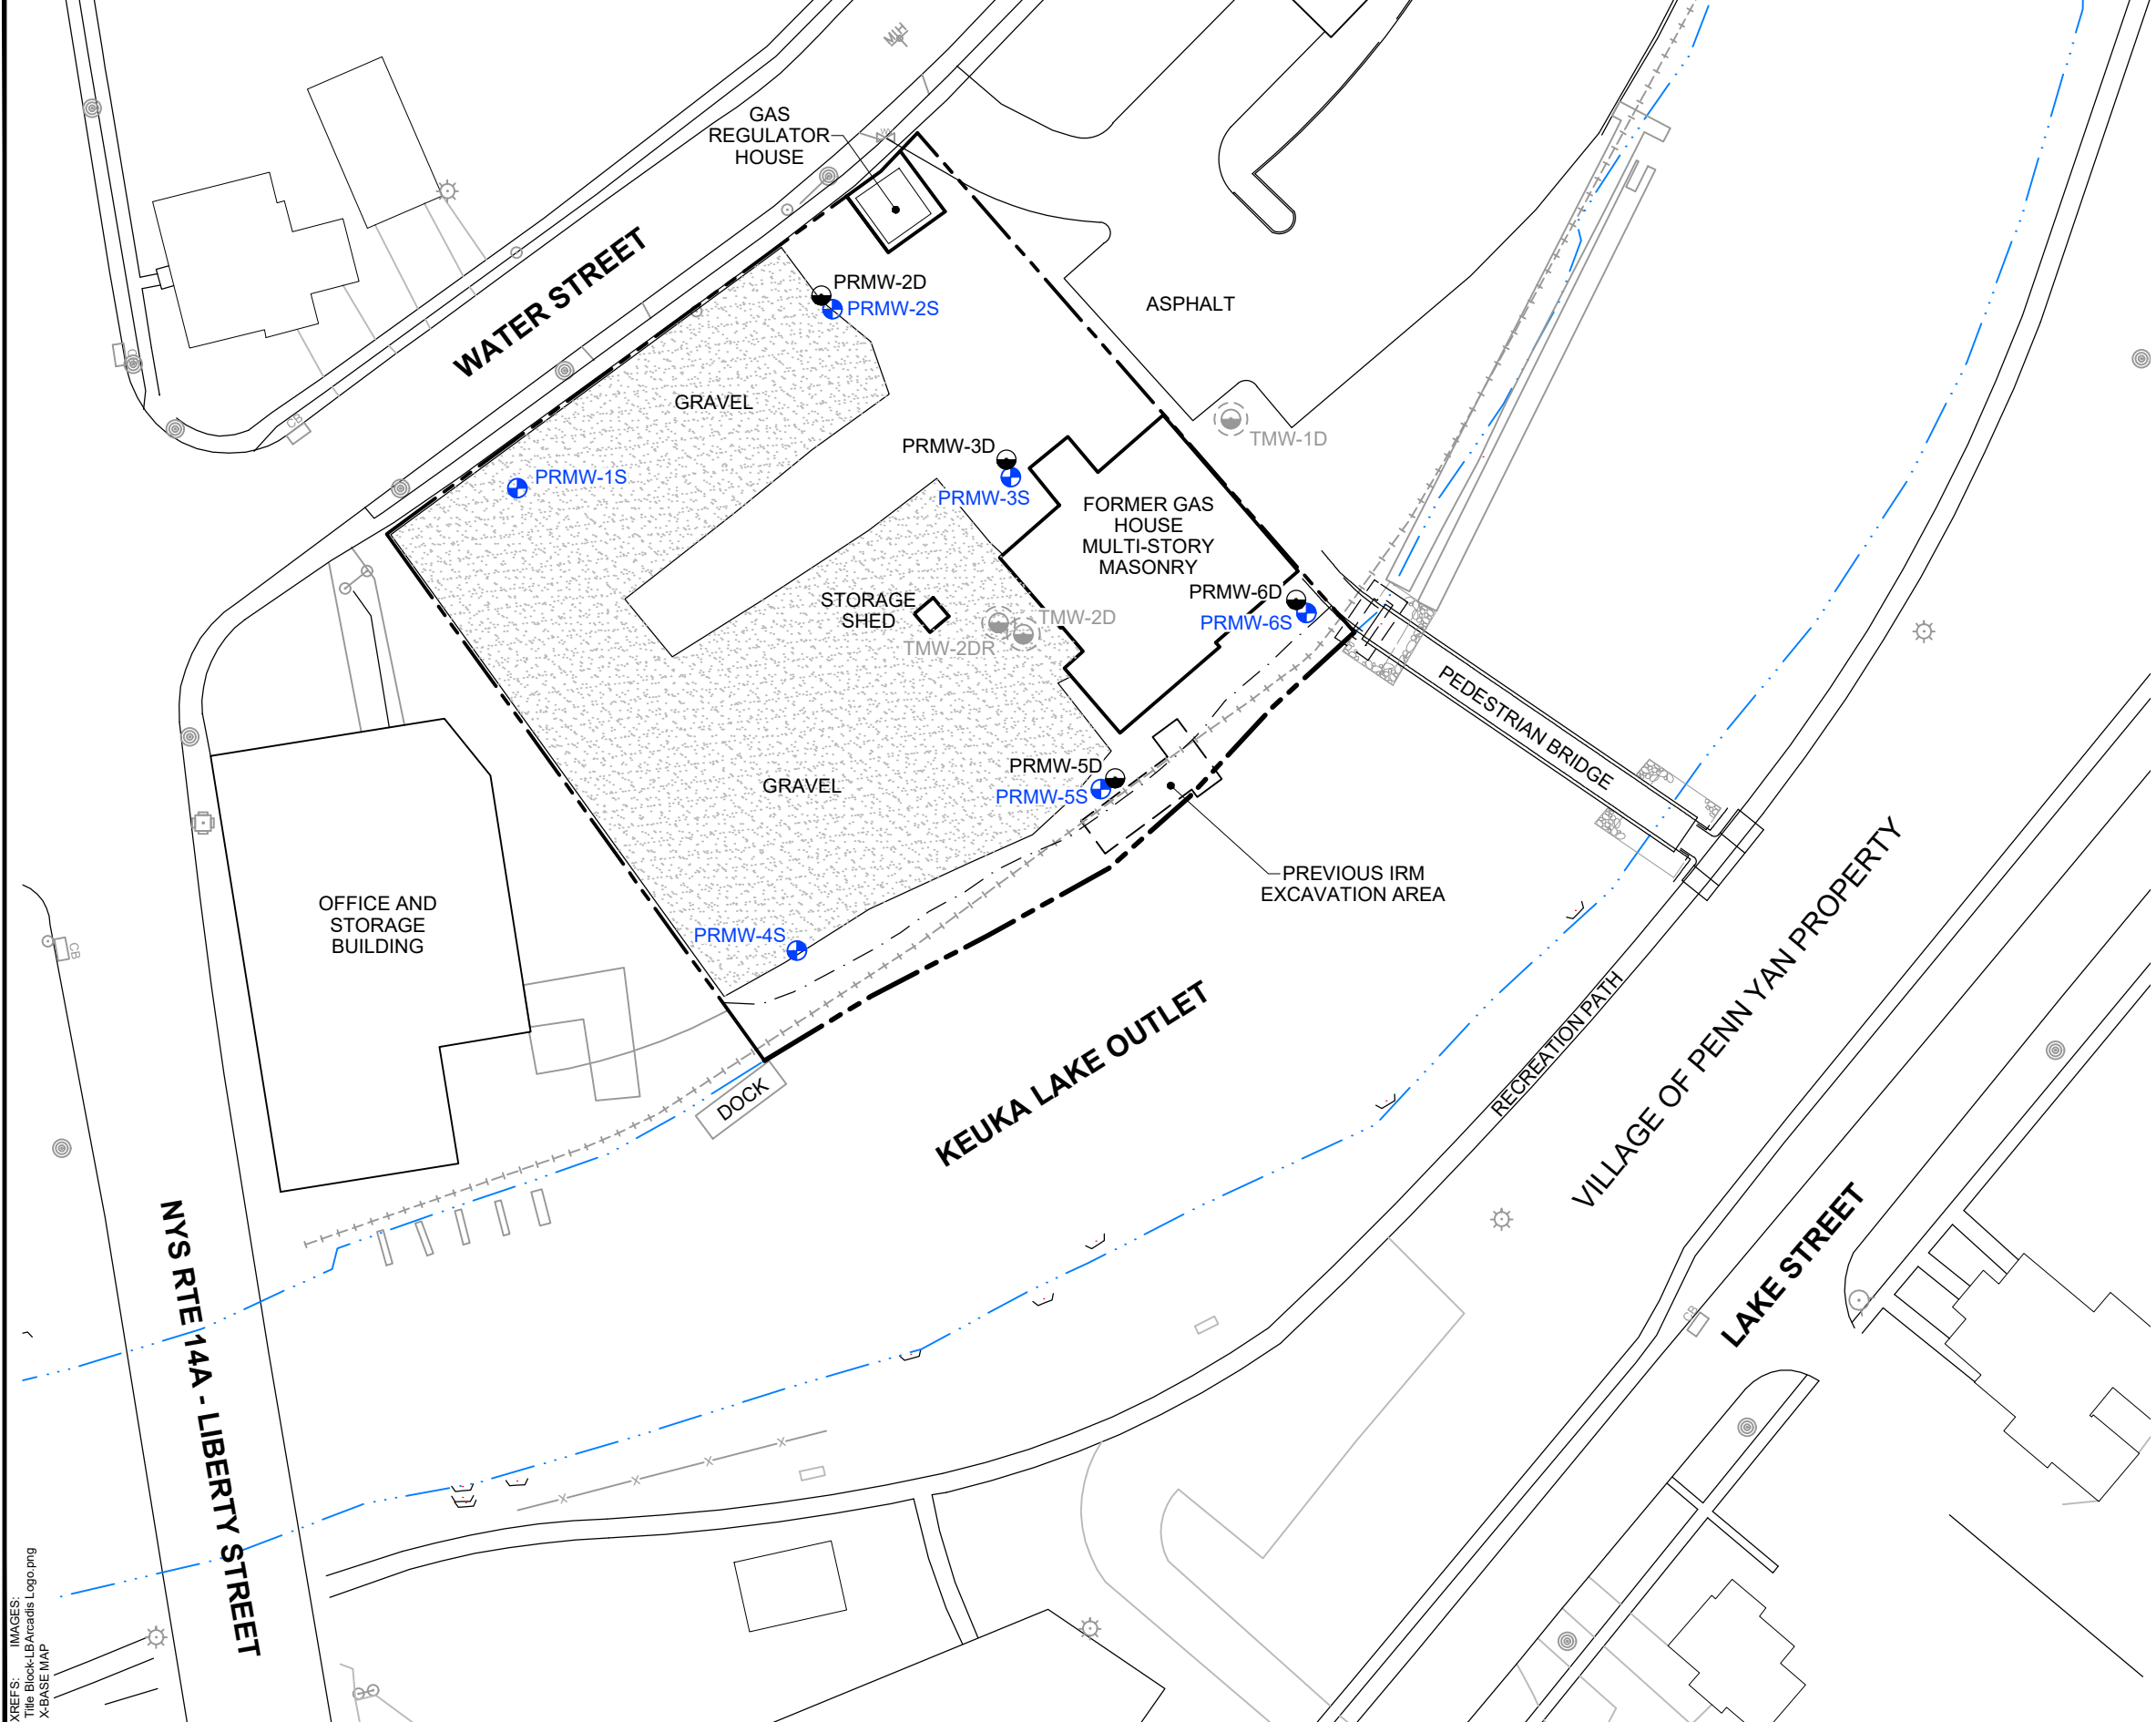 MH
GAS
REGULATOR
HOUSE
WATER STREET
PRMW-2D
PRMW-2S
ASPHALT
GRAVEL
CB
CB
TMW-1D
PRMW-3D
PRMW-3S
PRMW-1S
FORMER GAS
HOUSE
MULTI-STORY
MASONRY
STORAGE
SHED
PRMW-6D
PRMW-6S
TMW-2D
TMW-2DR
PEDESTRIAN BRIDGE
PRMW-5D
PRMW-5S
GRAVEL
PREVIOUS IRM
EXCAVATION AREA
OFFICE AND
STORAGE
BUILDING
PRMW-4S
CB
KEUKA LAKE OUTLET
DOCK
RECREATION PATH
VILLAGE OF PENN YAN PROPERTY
LAKE STREET
CB
NYS RTE 14A - LIBERTY STREET
XREFS: IMAGES:
Title Block-LB Arcadis Logo.png
X-BASE MAP